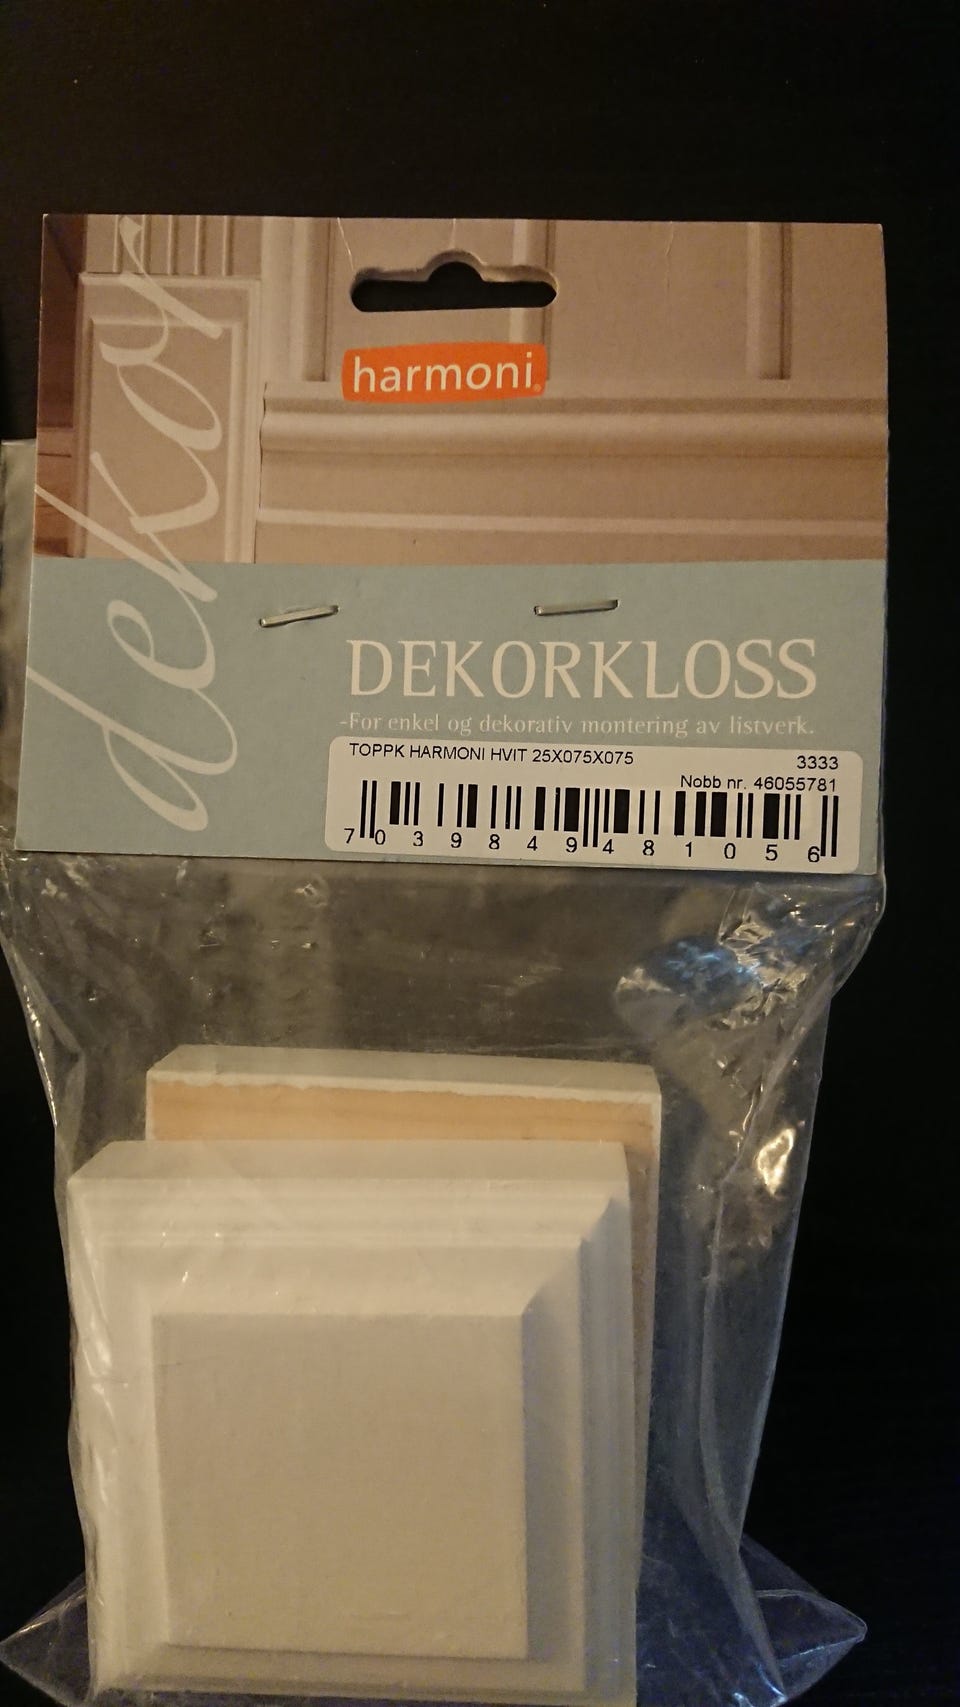 dekor
harmoni
DEKORKLOSS
-For enkel og dekorativ montering av listverk.
TOPPK HARMONI HVIT 25X075X075 3333
Nobb nr. 46055781
7 039849 481056